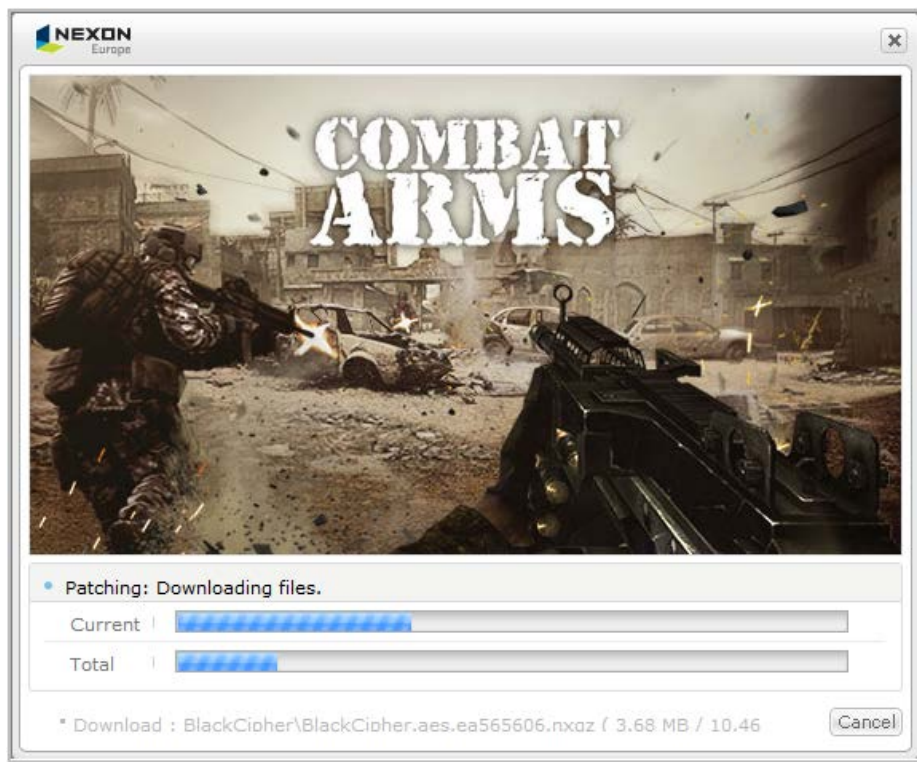 NEXON
Europe
COMBAT
ARMS
Patching: Downloading files.
Current
Total
* Download : BlackCipher\BlackCipher.aes.ea565606.nxgz ( 3.68 MB / 10.46
Cancel